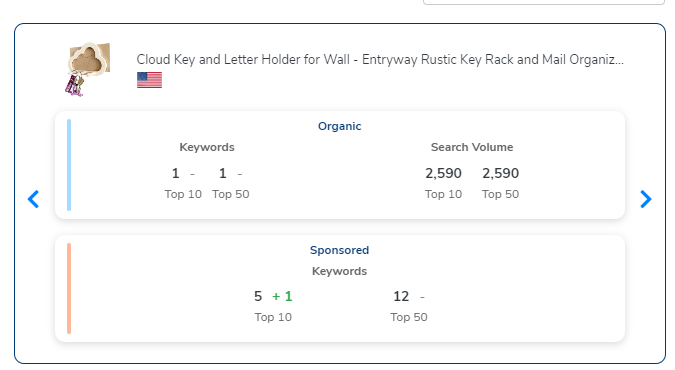 Cloud Key and Letter Holder for Wall - Entryway Rustic Key Rack and Mail Organiz...
Organic
Keywords
Search Volume
1 - 1 -
2,590 2,590
Top 10 Top 50
Top 10 Top 50
Sponsored
Keywords
5 + 1 12 -
Top 10 Top 50